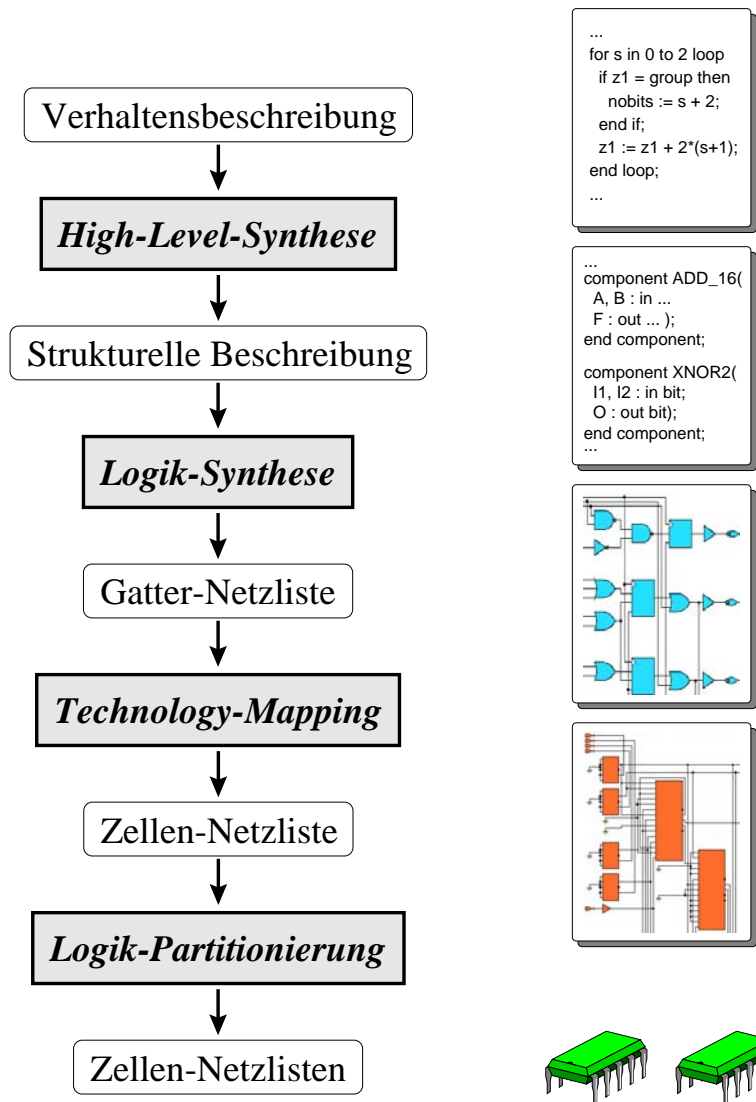 Verhaltensbeschreibung
High-Level-Synthese
Strukturelle Beschreibung
Logik-Synthese
Gatter-Netzliste
Technology-Mapping
Zellen-Netzliste
Logik-Partitionierung
Zellen-Netzlisten
...
for s in 0 to 2 loop
if z1 = group then
nobits := s + 2;
end if;
z1 := z1 + 2*(s+1);
end loop;
...
...
component ADD_16(
A, B : in ...
F : out ... );
end component;
component XNOR2(
I1, I2 : in bit;
O : out bit);
end component;
...